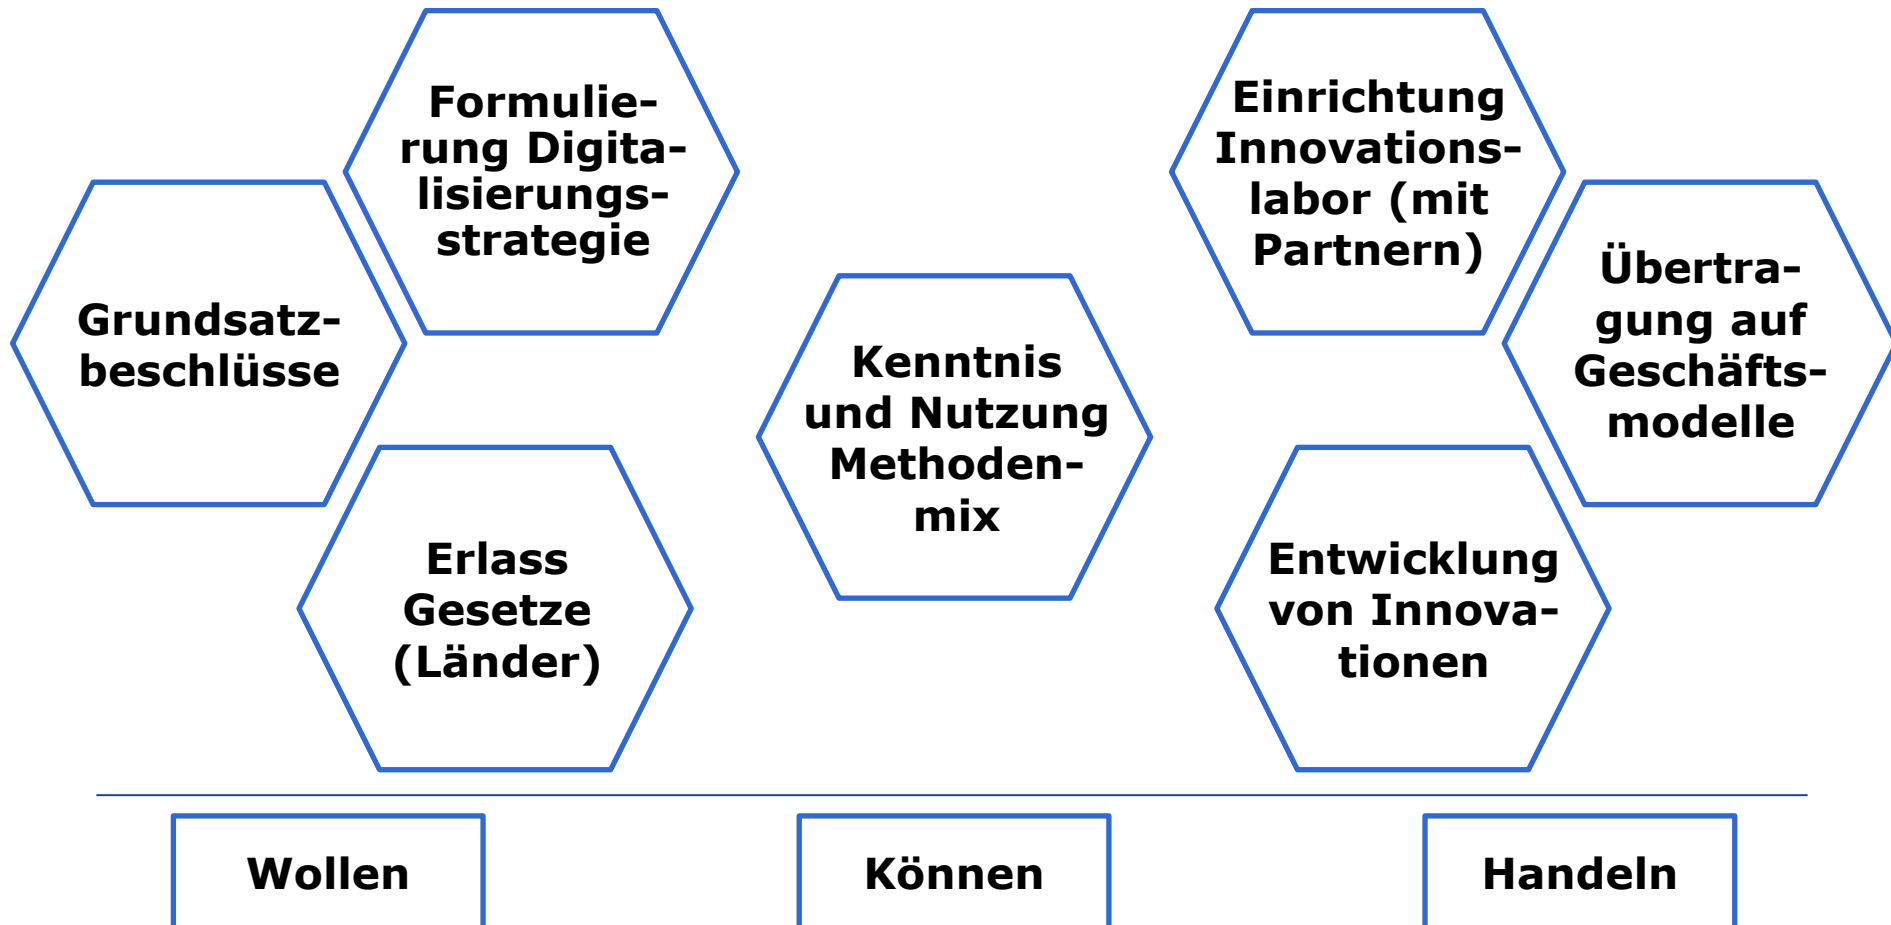 Formulie-
rung Digita-
lisierungs-
strategie
Grundsatz-
beschlüsse
Erlass
Gesetze
(Länder)
Kenntnis
und Nutzung
Methoden-
mix
Einrichtung
Innovations-
labor (mit
Partnern)
Übertra-
gung auf
Geschäfts-
modelle
Entwicklung
von Innova-
tionen
Wollen
Können
Handeln